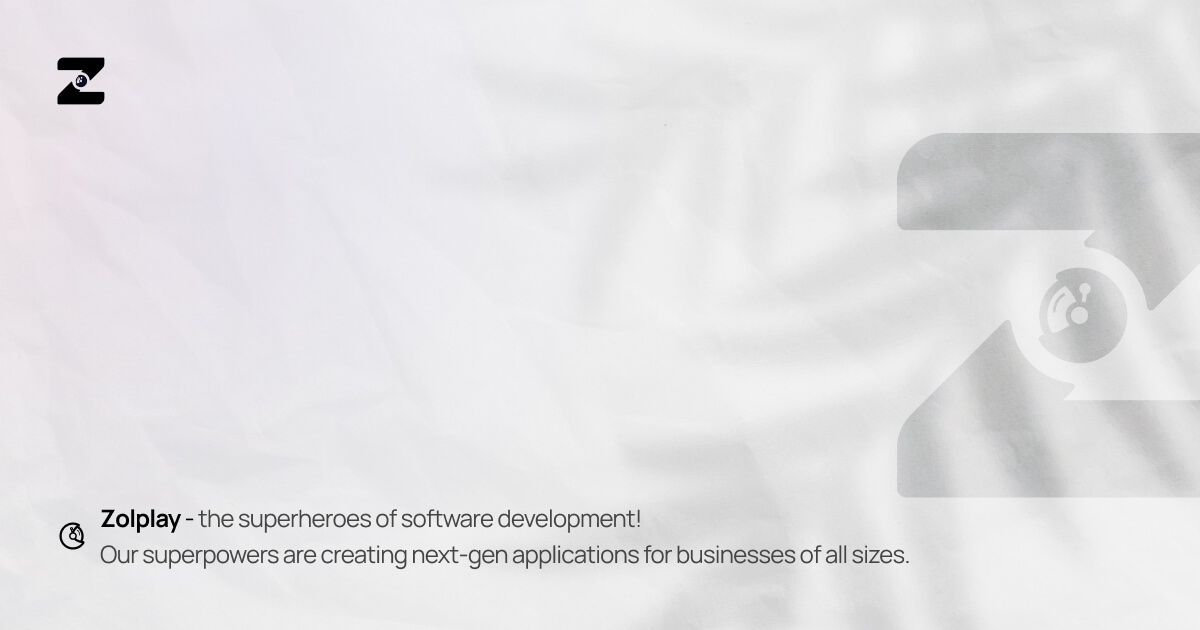 Z
Zolplay - the superheroes of software development!
Our superpowers are creating next-gen applications for businesses of all sizes.